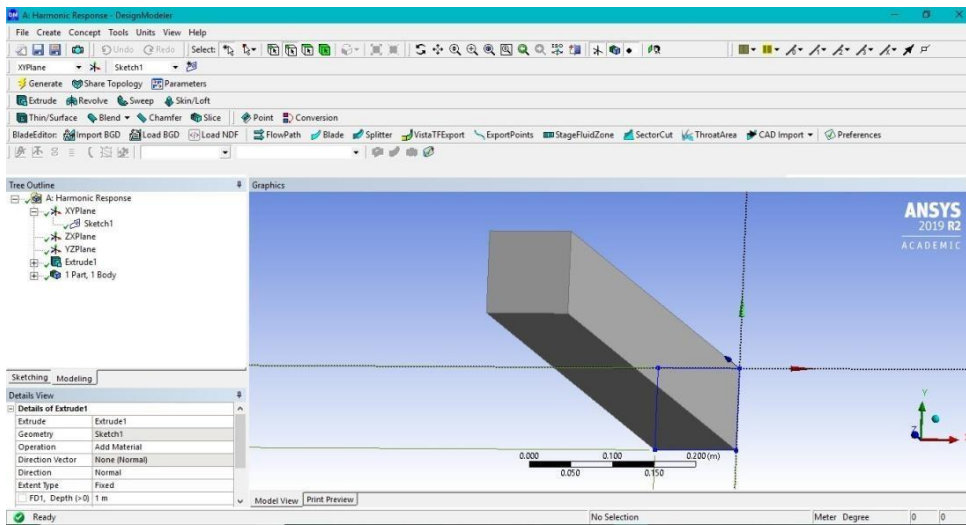 A: Harmonic Response - DesignModeler
File Create Concept Tools Units View Help
Undo Redo Select:
XYPlane Sketch1
Generate Share Topology Parameters
Extrude Revolve Sweep Skin/Loft
Thin/Surface Blend Chamfer Slice Point Conversion
BladeEditor: Import BGD Load BGD Load NDF FlowPath Blade Splitter VistaTFExport ExportPoints StageFluidZone SectorCut ThroatArea CAD Import Preferences
Tree Outline
A: Harmonic Response
XYPlane
Sketch1
ZXPlane
YZPlane
Extrude1
1 Part, 1 Body
Sketching Modeling
Details View
Details of Extrude1
Extrude Extrude1
Geometry Sketch1
Operation Add Material
Direction Vector None (Normal)
Direction Normal
Extent Type Fixed
FD1, Depth (>0) 1 m
Graphics
ANSYS
2019 R2
ACADEMIC
Y
Z
0.000 0.100 0.200 (m)
0.050 0.150
Model View Print Preview
Ready No Selection Meter Degree 0 0